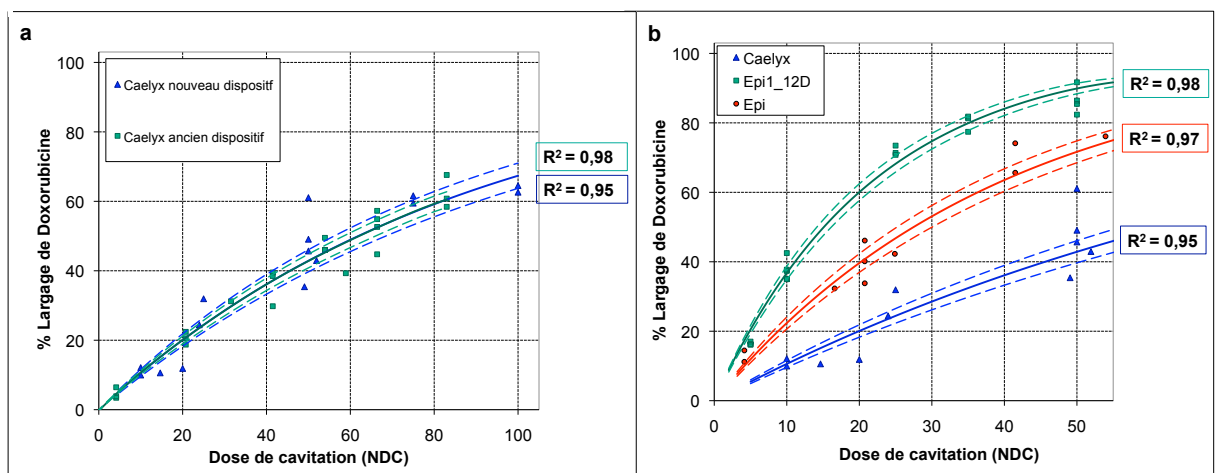 a
100
80
60
40
20
0
% Largage de Doxorubicine
Caelyx nouveau dispositf
Caelyx ancien dispositif
R² = 0,98
R² = 0,95
0 20 40 60 80 100
Dose de cavitation (NDC)
b
100
80
60
40
20
0
% Largage de Doxorubicine
Caelyx
Epi1_12D
Epi
R² = 0,98
R² = 0,97
R² = 0,95
0 10 20 30 40 50
Dose de cavitation (NDC)